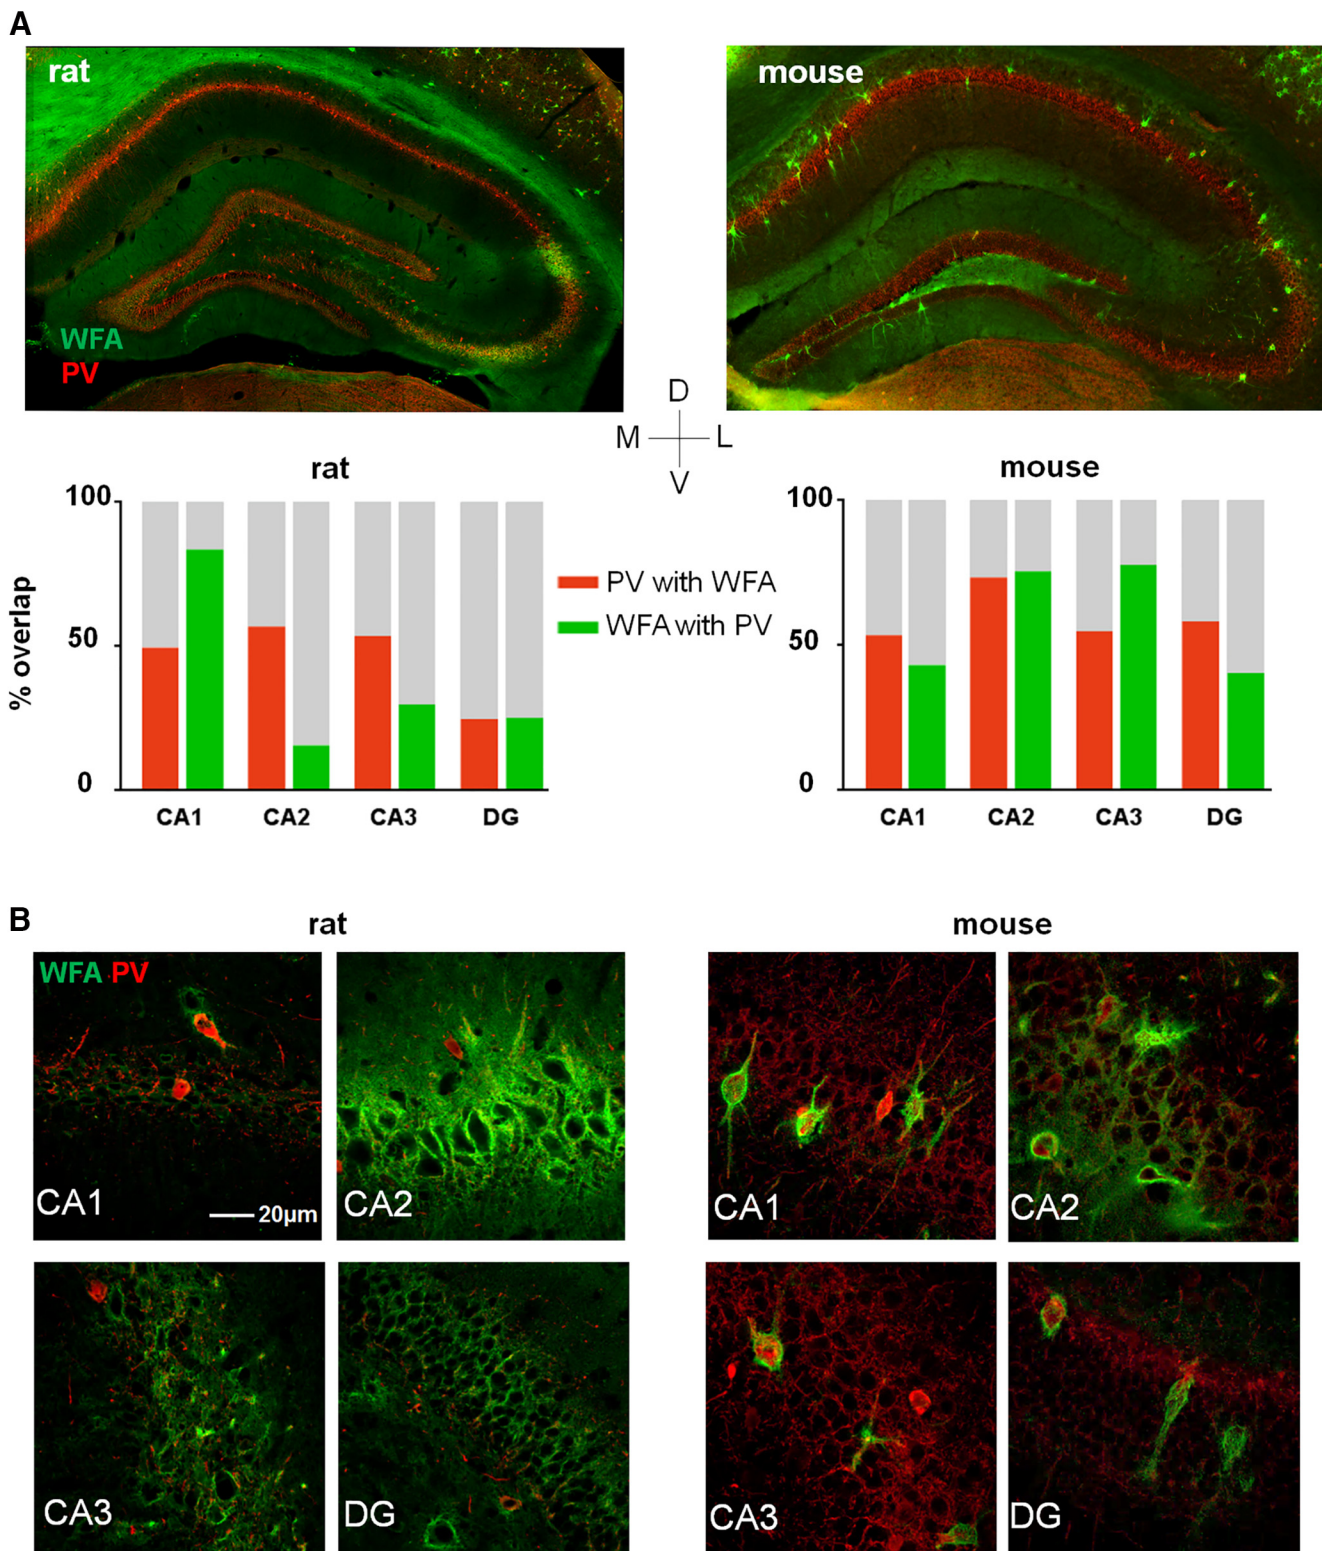 A
rat
WFA
PV
mouse
D
M L
V
rat
100
50
0
% overlap
CA1 CA2 CA3 DG
PV with WFA
WFA with PV
mouse
100
50
0
CA1 CA2 CA3 DG
B
rat
mouse
WFA PV
CA1
20µm
CA2
CA1
CA2
CA3
DG
CA3
DG